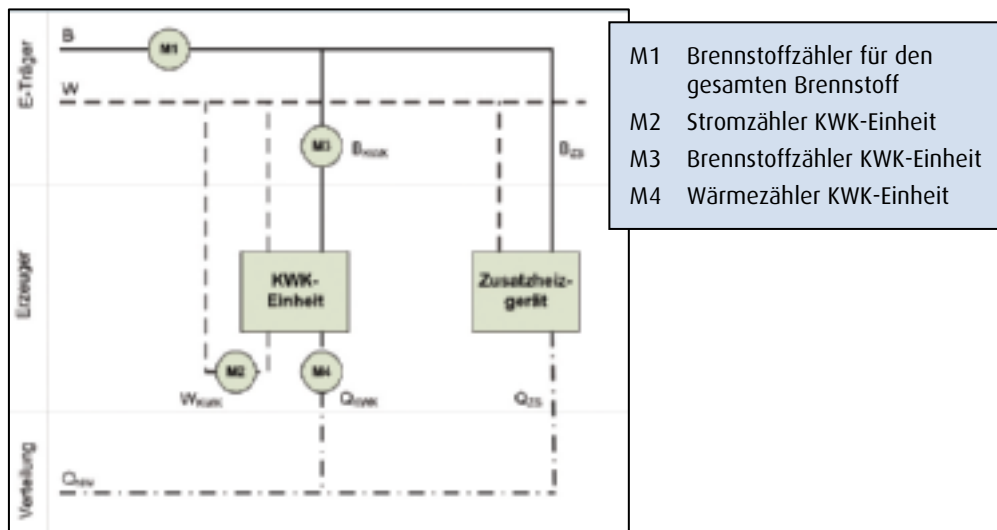 E-Träger
B
M1
W
M3
B_KWK
B_ZS
Erzeuger
KWK-
Einheit
Zusatzheiz-
gerät
M2
M4
W_KWK
Q_KWK
Q_ZS
Verteilung
M1 Brennstoffzähler für den
gesamten Brennstoff
M2 Stromzähler KWK-Einheit
M3 Brennstoffzähler KWK-Einheit
M4 Wärmezähler KWK-Einheit